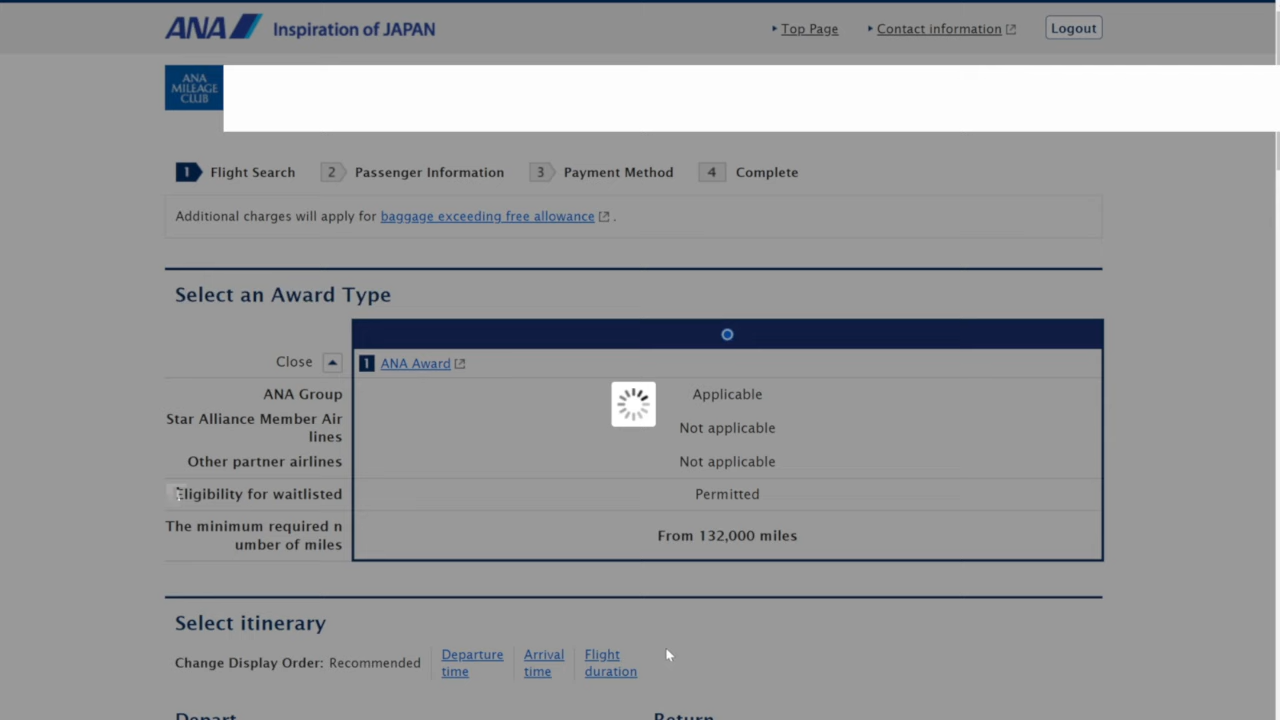 ANA Inspiration of JAPAN
Top Page Contact information Logout
ANA
MILEAGE
CLUB
1 Flight Search 2 Passenger Information 3 Payment Method 4 Complete
Additional charges will apply for baggage exceeding free allowance .
Select an Award Type
Close 1 ANA Award
ANA Group Applicable
Star Alliance Member Air
lines Not applicable
Other partner airlines Not applicable
Eligibility for waitlisted Permitted
The minimum required n
umber of miles From 132,000 miles
Select itinerary
Change Display Order: Recommended
Departure
time
Arrival
time
Flight
duration
Depart Return